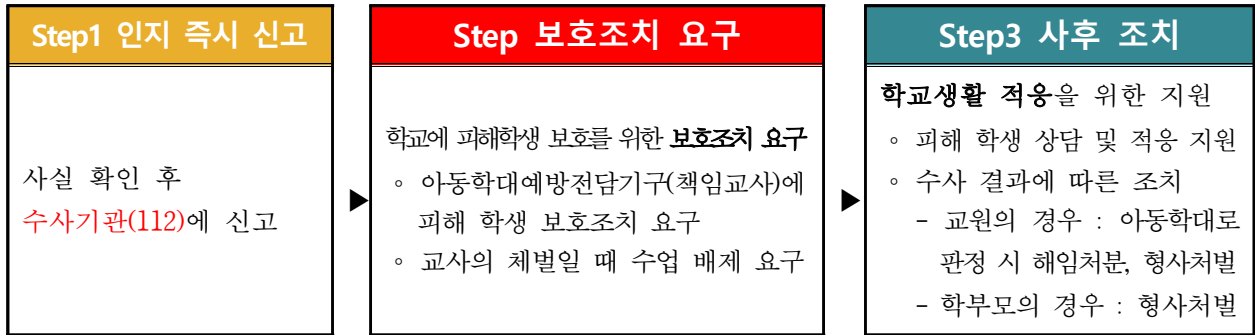 Step1 인지 즉시 신고
사실 확인 후
수사기관(112)에 신고
▶
Step 보호조치 요구
학교에 피해학생 보호를 위한 보호조치 요구
◦ 아동학대예방전담기구(책임교사)에
피해 학생 보호조치 요구
◦ 교사의 체벌일 때 수업 배제 요구
▶
Step3 사후 조치
학교생활 적응을 위한 지원
◦ 피해 학생 상담 및 적응 지원
◦ 수사 결과에 따른 조치
- 교원의 경우 : 아동학대로
판정 시 해임처분, 형사처벌
- 학부모의 경우 : 형사처벌